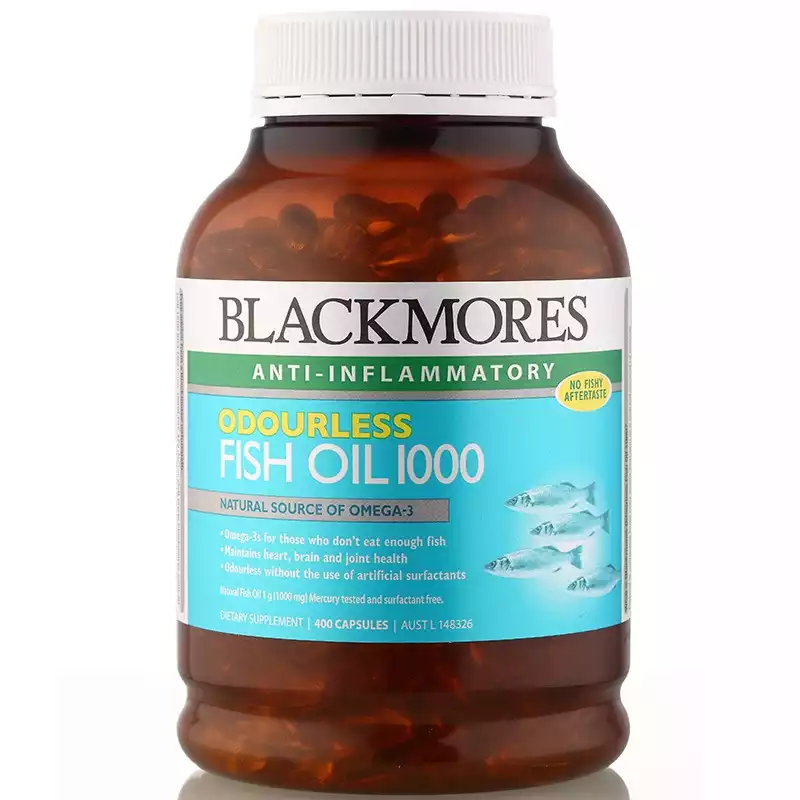 BLACKMORES
ANTI-INFLAMMATORY
NO FISHY
AFTERTASTE
ODOURLESS
FISH OIL 1000
NATURAL SOURCE OF OMEGA-3
• Omega-3s for those who don't eat enough fish
• Maintains heart, brain and joint health
• Odourless without the use of artificial surfactants
Natural Fish Oil 1 g (1000 mg) Mercury tested and surfactant free.
DIETARY SUPPLEMENT | 400 CAPSULES | AUST L 148326